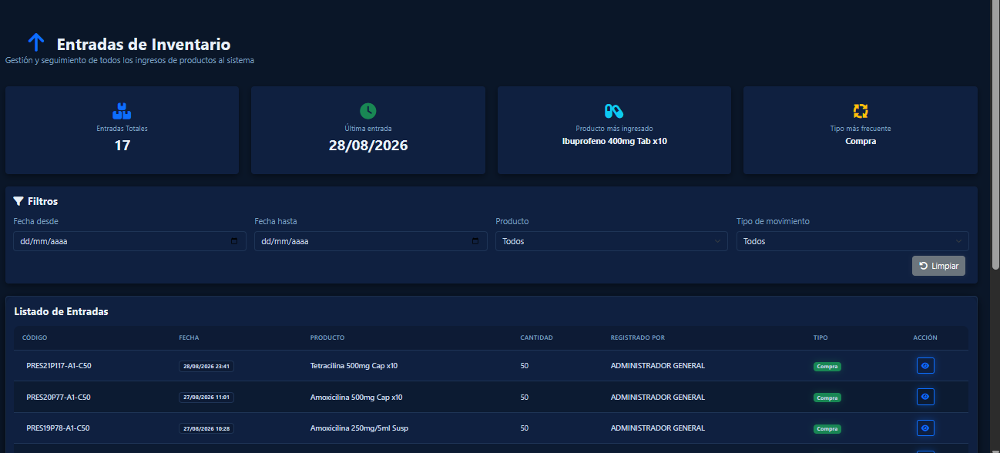 Entradas de Inventario
Gestión y seguimiento de todos los ingresos de productos al sistema
Entradas Totales
17
Última entrada
28/08/2026
Producto más ingresado
Ibuprofeno 400mg Tab x10
Tipo más frecuente
Compra
Filtros
Fecha desde Fecha hasta Producto Tipo de movimiento
dd/mm/aaaa dd/mm/aaaa Todos Todos
Limpiar
Listado de Entradas
CÓDIGO FECHA PRODUCTO CANTIDAD REGISTRADO POR TIPO ACCIÓN
PRES21P117-A1-C50 28/08/2026 23:41 Tetracilina 500mg Cap x10 50 ADMINISTRADOR GENERAL Compra
PRES20P77-A1-C50 27/08/2026 11:01 Amoxicilina 500mg Cap x10 50 ADMINISTRADOR GENERAL Compra
PRES19P78-A1-C50 27/08/2026 10:28 Amoxicilina 250mg/5ml Susp 50 ADMINISTRADOR GENERAL Compra